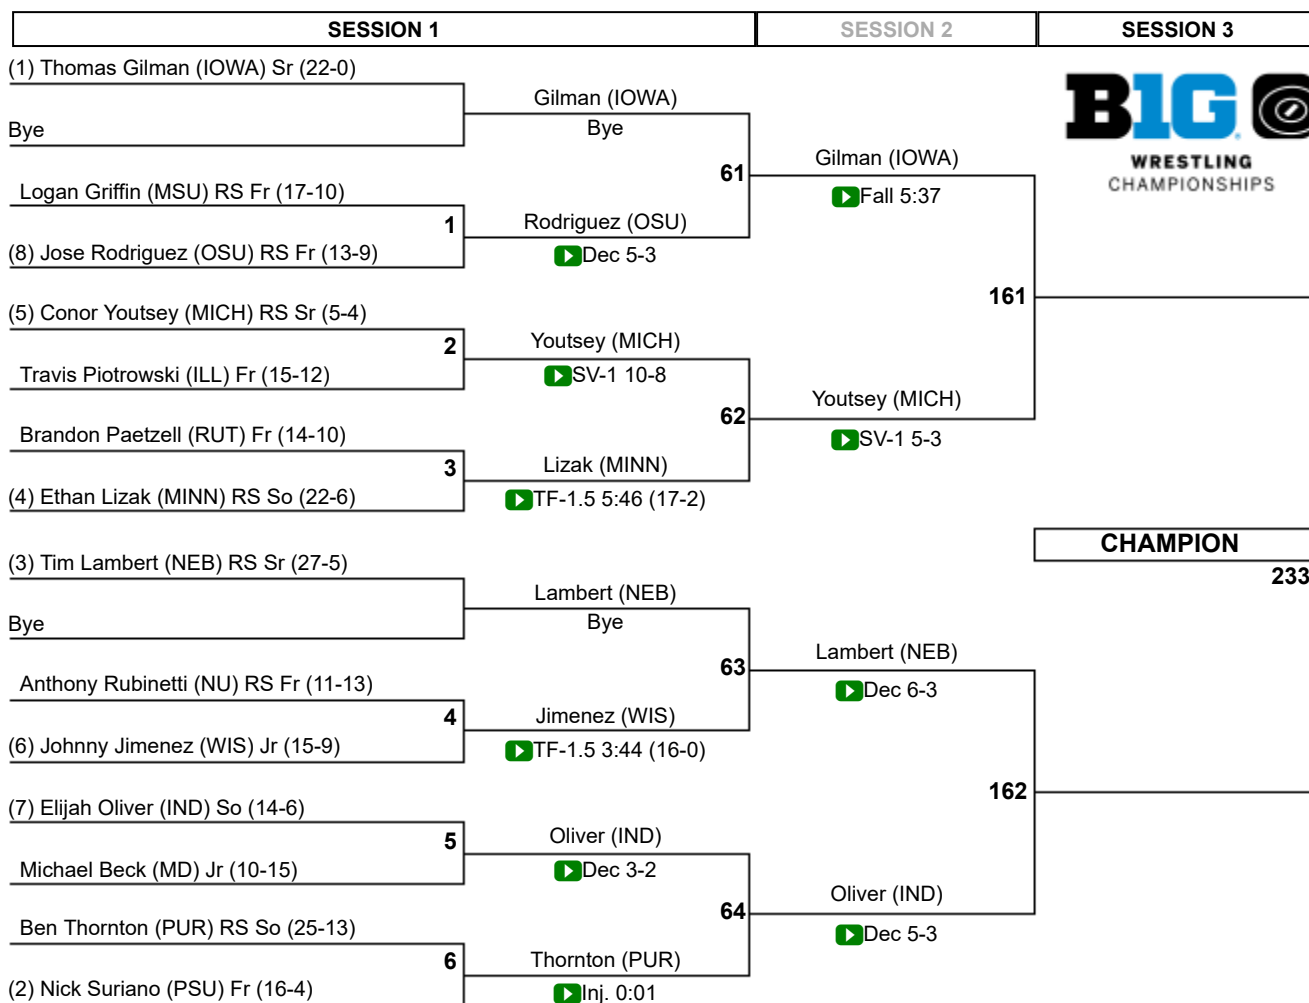 SESSION 1
SESSION 2
SESSION 3
(1) Thomas Gilman (IOWA) Sr (22-0)
Bye
Gilman (IOWA)
Bye
Logan Griffin (MSU) RS Fr (17-10)
1
(8) Jose Rodriguez (OSU) RS Fr (13-9)
Rodriguez (OSU)
Dec 5-3
61
Gilman (IOWA)
Fall 5:37
B1G
WRESTLING
CHAMPIONSHIPS
(5) Conor Youtsey (MICH) RS Sr (5-4)
2
Travis Piotrowski (ILL) Fr (15-12)
Youtsey (MICH)
SV-1 10-8
Brandon Paetzell (RUT) Fr (14-10)
3
(4) Ethan Lizak (MINN) RS So (22-6)
Lizak (MINN)
TF-1.5 5:46 (17-2)
62
Youtsey (MICH)
SV-1 5-3
161
CHAMPION
233
(3) Tim Lambert (NEB) RS Sr (27-5)
Bye
Lambert (NEB)
Bye
Anthony Rubinetti (NU) RS Fr (11-13)
4
(6) Johnny Jimenez (WIS) Jr (15-9)
Jimenez (WIS)
TF-1.5 3:44 (16-0)
63
Lambert (NEB)
Dec 6-3
(7) Elijah Oliver (IND) So (14-6)
5
Michael Beck (MD) Jr (10-15)
Oliver (IND)
Dec 3-2
Ben Thornton (PUR) RS So (25-13)
6
(2) Nick Suriano (PSU) Fr (16-4)
Thornton (PUR)
Inj. 0:01
64
Oliver (IND)
Dec 5-3
162